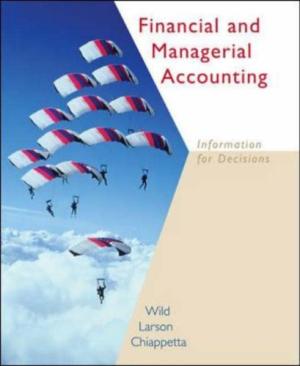 Financial and
Managerial
Accounting
Information
for Decisions
Wild
Larson
Chiappetta